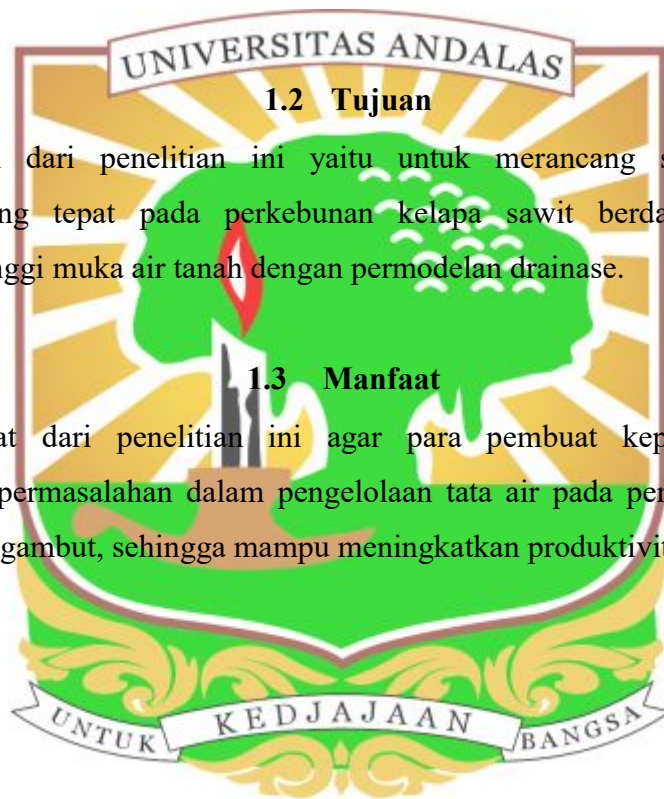 UNIVERSITAS ANDALAS
1.2 Tujuan
dari penelitian ini yaitu untuk merancang
tepat pada perkebunan kelapa sawit
muka air tanah dengan permodelan drainase.
1.3 Manfaat
dari penelitian ini agar para pembuat
permasalahan dalam pengelolaan tata air pada
gambut, sehingga mampu meningkatkan
UNTUK KEDJAJAAN BANGSA